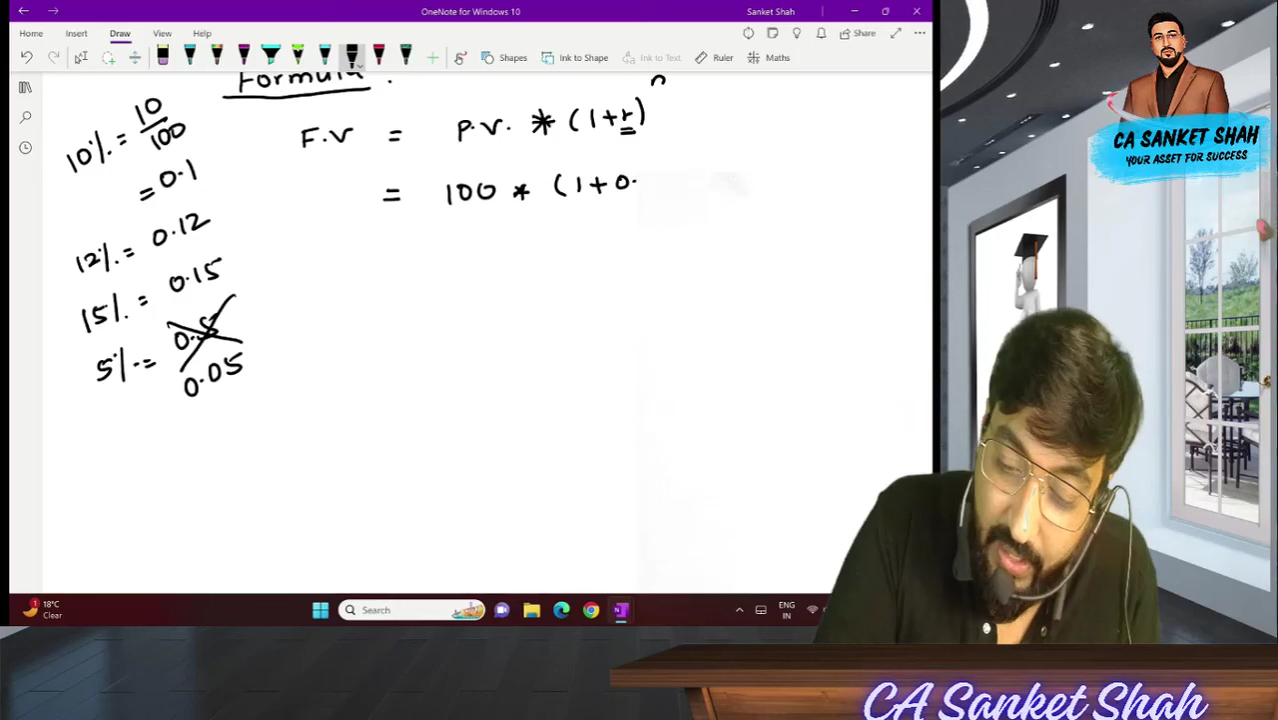 OneNote for Windows 10
Sanket Shah
Home Insert Draw View Help
Share
Shapes Ink to Shape Ink to Text Ruler Maths
Formula.
F.V = P.V. * (1+r)^n
= 100 * (1+0.
10% = 10/100
= 0.1
12% = 0.12
15% = 0.15
5% = 0.5
0.05
CA SANKET SHAH
YOUR ASSET FOR SUCCESS
1
18°C
Clear
Search
ENG
IN
CA Sanket Shah